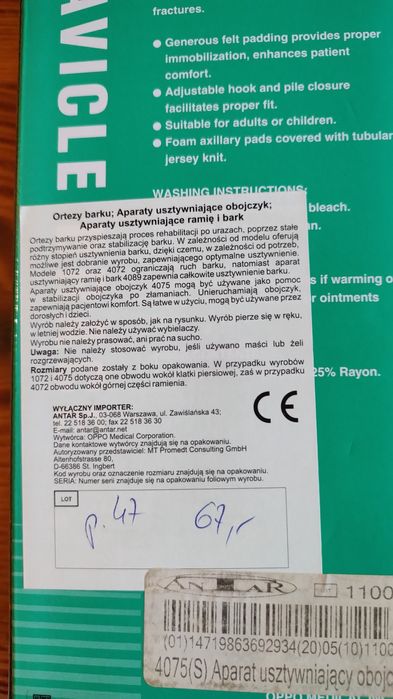 AVICLE
fractures.
● Generous felt padding provides proper
immobilization, enhances patient
comfort.
● Adjustable hook and pile closure
facilitates proper fit.
● Suitable for adults or children.
● Foam axillary pads covered with tubular
jersey knit.
WASHING INSTRUCTIONS:
bleach.
s if warming o
r ointments
25% Rayon.
Ortezy barku; Aparaty usztywniające obojczyk;
Aparaty usztywniające ramię i bark
Ortezy barku przyspieszają proces rehabilitacji po urazach, poprzez stałe
podtrzymywanie oraz stabilizację barku. W zależności od modelu oferują
różny stopień usztywnienia barku, dzięki czemu, w zależności od potrzeb,
możliwe jest dobranie wyrobu, zapewniającego optymalne usztywnienie.
Modele 1072 oraz 4072 ograniczają ruch barku, natomiast aparat
usztywniający ramię i bark 4089 zapewnia całkowite usztywnienie barku.
Aparaty usztywniające obojczyk 4075 mogą być używane jako pomoc
w stabilizacji obojczyka po złamaniach. Unieruchamiają obojczyk,
zapewniają pacjentowi komfort. Są łatwe w użyciu, mogą być używane przez
dorosłych i dzieci.
Wyrób należy założyć w sposób, jak na rysunku. Wyrób pierze się w ręku,
w letniej wodzie. Nie należy używać wybielaczy.
Wyrobu nie należy prasować, ani prać na sucho.
Uwaga: Nie należy stosować wyrobu, jeśli używano maści lub żeli
rozgrzewających.
Rozmiary podane zostały z boku opakowania. W przypadku wyrobów
1072 i 4075 dotyczą one obwodu wokół klatki piersiowej, zaś w przypadku
4072 obwodu wokół górnej części ramienia.
WYŁĄCZNY IMPORTER:
ANTAR Sp.J., 03-068 Warszawa, ul. Zawiślańska 43;
tel. 22 518 36 00; fax 22 518 36 30
E-mail: antar@antar.net
Wytwórca: OPPO Medical Corporation.
Dane kontaktowe wytwórcy znajdują się na opakowaniu.
Autoryzowany przedstawiciel: MT Promedt Consulting GmbH
Altenhofstrasse 80,
D-66386 St. Ingbert
Kod wyrobu oraz oznaczenie rozmiaru znajdują się na opakowaniu.
SERIA: Numer serii znajduje się na opakowaniu foliowym wyrobu.
CE
LOT
p. 47 67,-
ANTAR
LOT 1100
(01)14719863692934(20)05(10)1100
4075(S) Aparat usztywniający obojc